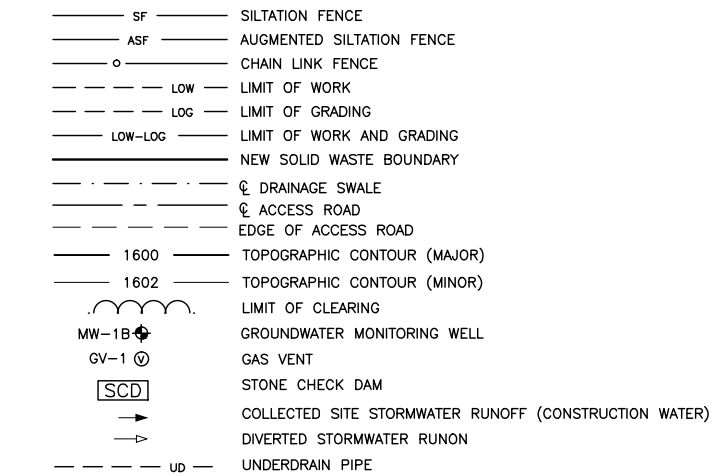 SF SILTATION FENCE
ASF AUGMENTED SILTATION FENCE
CHAIN LINK FENCE
LOW LIMIT OF WORK
LOG LIMIT OF GRADING
LOW-LOG LIMIT OF WORK AND GRADING
NEW SOLID WASTE BOUNDARY
℄ DRAINAGE SWALE
℄ ACCESS ROAD
EDGE OF ACCESS ROAD
1600 TOPOGRAPHIC CONTOUR (MAJOR)
1602 TOPOGRAPHIC CONTOUR (MINOR)
LIMIT OF CLEARING
MW-1B GROUNDWATER MONITORING WELL
GV-1 V GAS VENT
SCD STONE CHECK DAM
COLLECTED SITE STORMWATER RUNOFF (CONSTRUCTION WATER)
DIVERTED STORMWATER RUNON
UD UNDERDRAIN PIPE